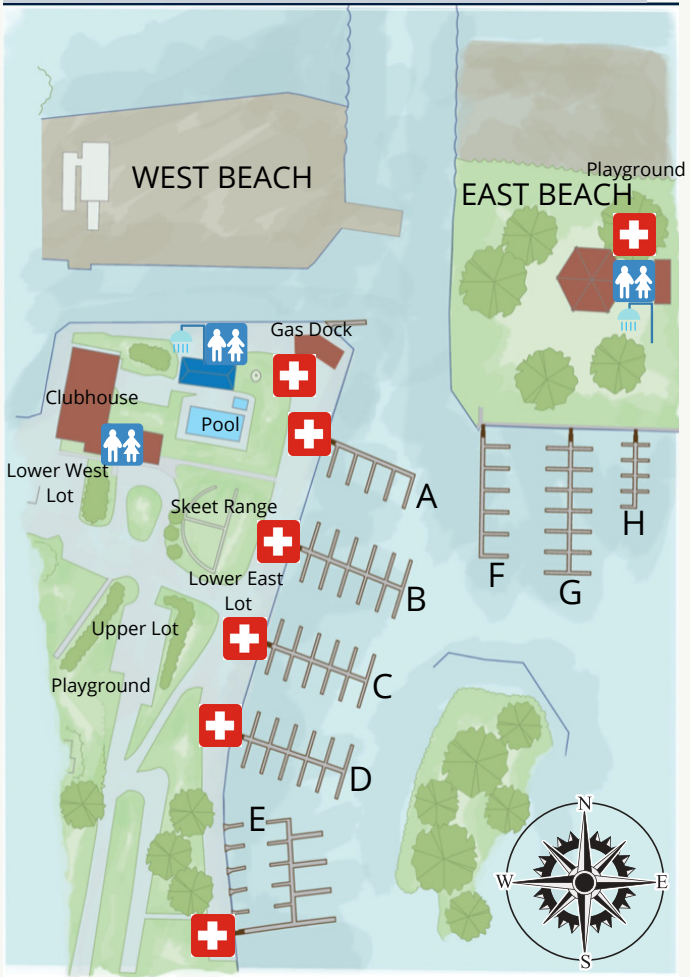 Playground
WEST BEACH
EAST BEACH
Gas Dock
Clubhouse
Pool
Lower West
Lot
A
Skeet Range
H
F
G
Lower East
Lot
B
Upper Lot
Playground
C
D
E
N
W
E
S